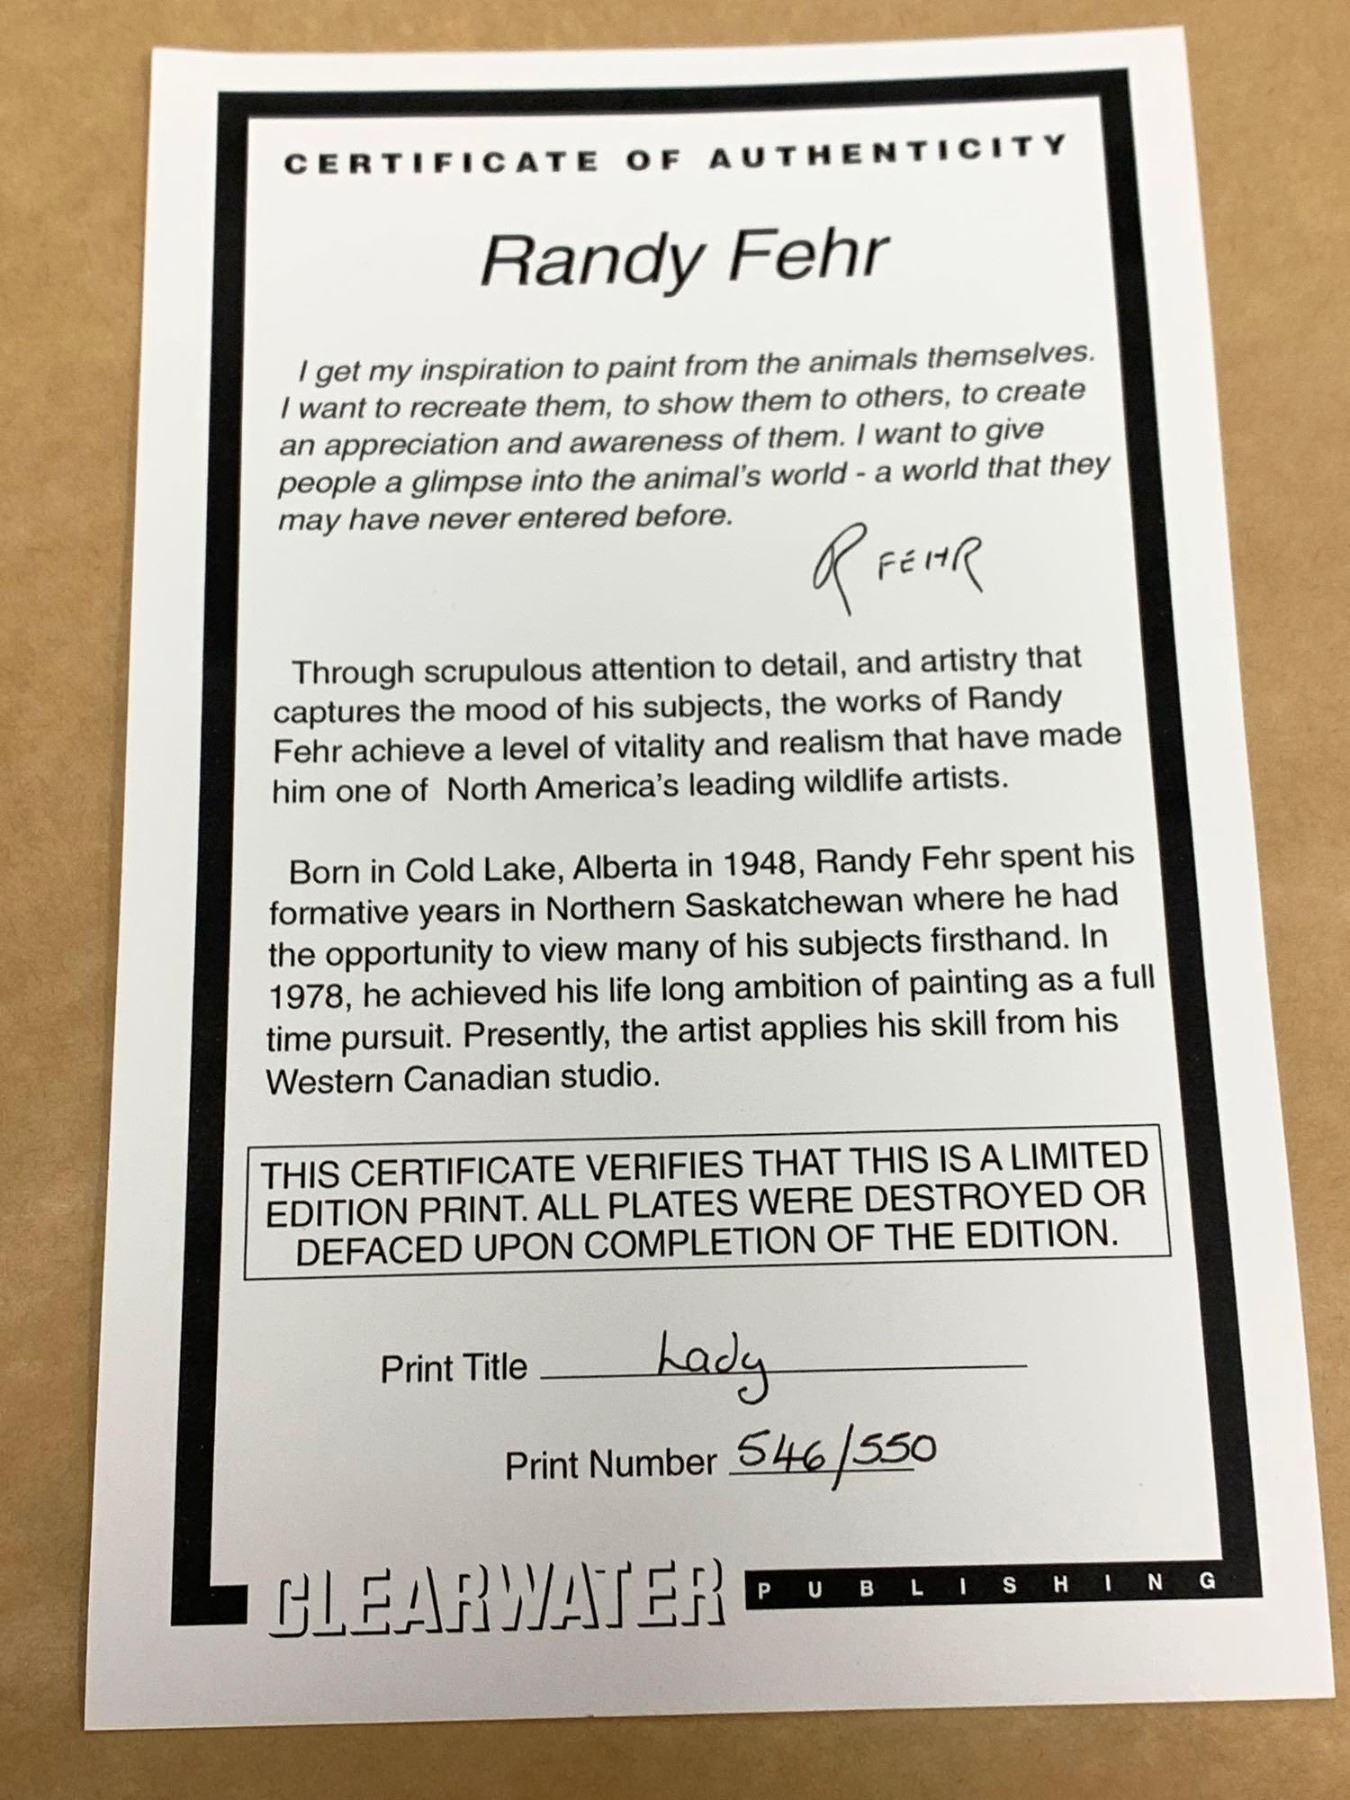 CERTIFICATE OF AUTHENTICITY
Randy Fehr
I get my inspiration to paint from the animals themselves.
I want to recreate them, to show them to others, to create
an appreciation and awareness of them. I want to give
people a glimpse into the animal's world - a world that they
may have never entered before.
R FEHR
Through scrupulous attention to detail, and artistry that
captures the mood of his subjects, the works of Randy
Fehr achieve a level of vitality and realism that have made
him one of North America's leading wildlife artists.
Born in Cold Lake, Alberta in 1948, Randy Fehr spent his
formative years in Northern Saskatchewan where he had
the opportunity to view many of his subjects firsthand. In
1978, he achieved his life long ambition of painting as a full
time pursuit. Presently, the artist applies his skill from his
Western Canadian studio.
THIS CERTIFICATE VERIFIES THAT THIS IS A LIMITED
EDITION PRINT. ALL PLATES WERE DESTROYED OR
DEFACED UPON COMPLETION OF THE EDITION.
Print Title Lady
Print Number 546/550
CLEARWATER PUBLISHING